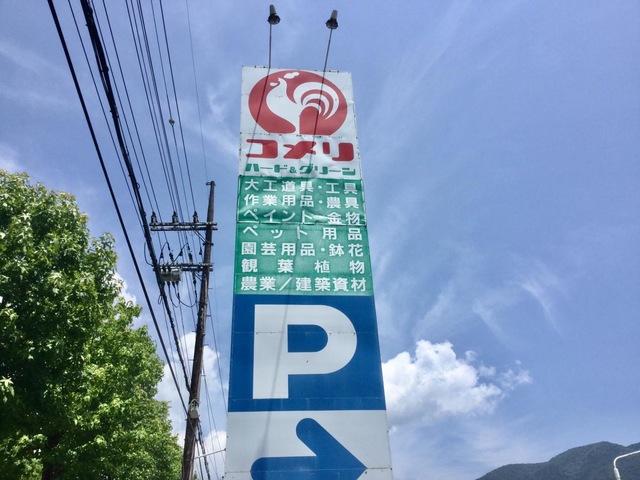 コメリ
ハード&グリーン
大工道具・工具
作業用品・農具
ペイント・金物
ペット用品
園芸用品・鉢花
観葉植物
農業／建築資材
P